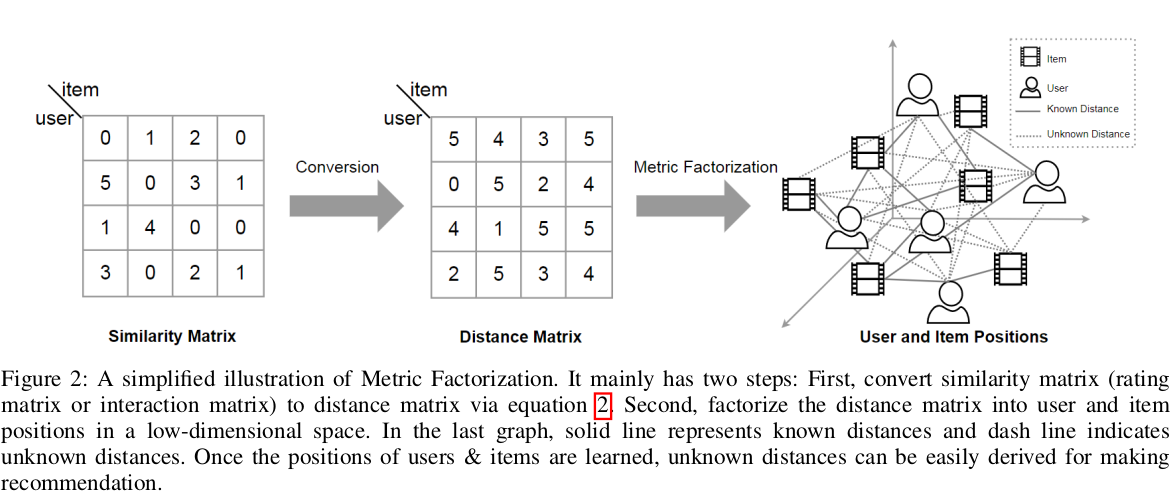 item
user
0 1 2 0
5 0 3 1
1 4 0 0
3 0 2 1
Similarity Matrix
Conversion
item
user
5 4 3 5
0 5 2 4
4 1 5 5
2 5 3 4
Distance Matrix
Metric Factorization
Item
User
Known Distance
Unknown Distance
User and Item Positions
Figure 2: A simplified illustration of Metric Factorization. It mainly has two steps: First, convert similarity matrix (rating
matrix or interaction matrix) to distance matrix via equation 2. Second, factorize the distance matrix into user and item
positions in a low-dimensional space. In the last graph, solid line represents known distances and dash line indicates
unknown distances. Once the positions of users & items are learned, unknown distances can be easily derived for making
recommendation.